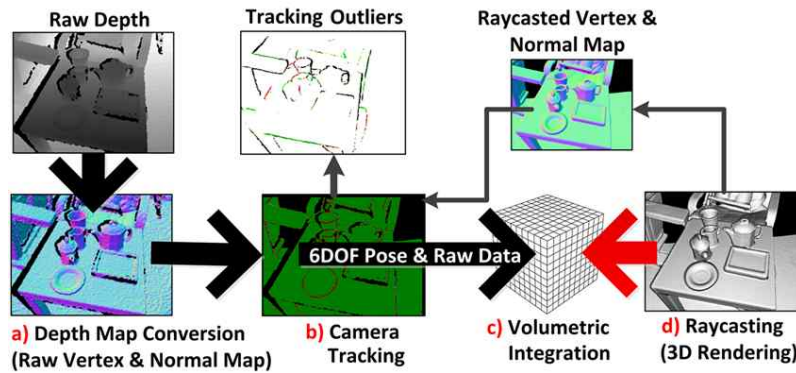 Raw Depth
Tracking Outliers
Raycasted Vertex &
Normal Map
6DOF Pose & Raw Data
a) Depth Map Conversion
(Raw Vertex & Normal Map)
b) Camera
Tracking
c) Volumetric
Integration
d) Raycasting
(3D Rendering)